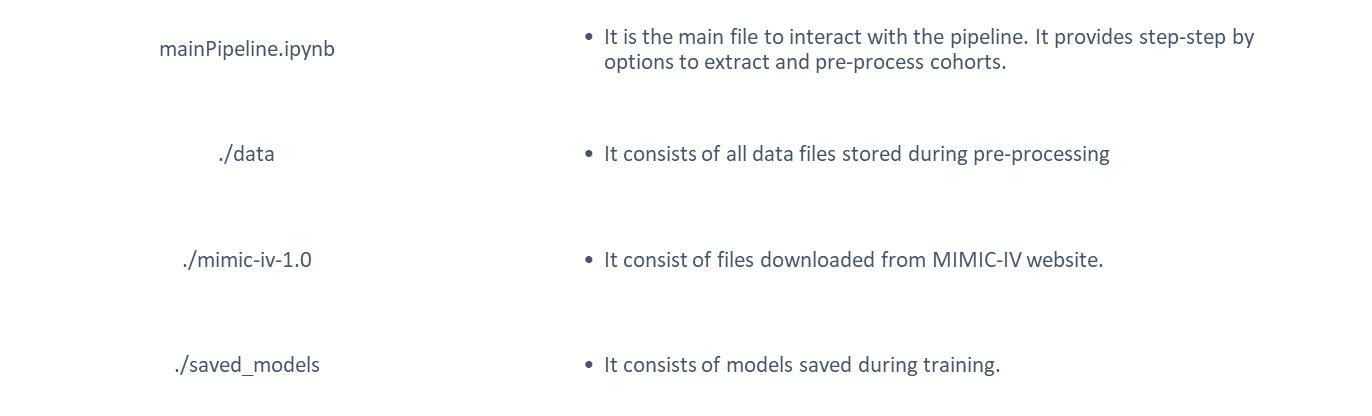 mainPipeline.ipynb
• It is the main file to interact with the pipeline. It provides step-step by
options to extract and pre-process cohorts.
./data
• It consists of all data files stored during pre-processing
./mimic-iv-1.0
• It consist of files downloaded from MIMIC-IV website.
./saved_models
• It consists of models saved during training.